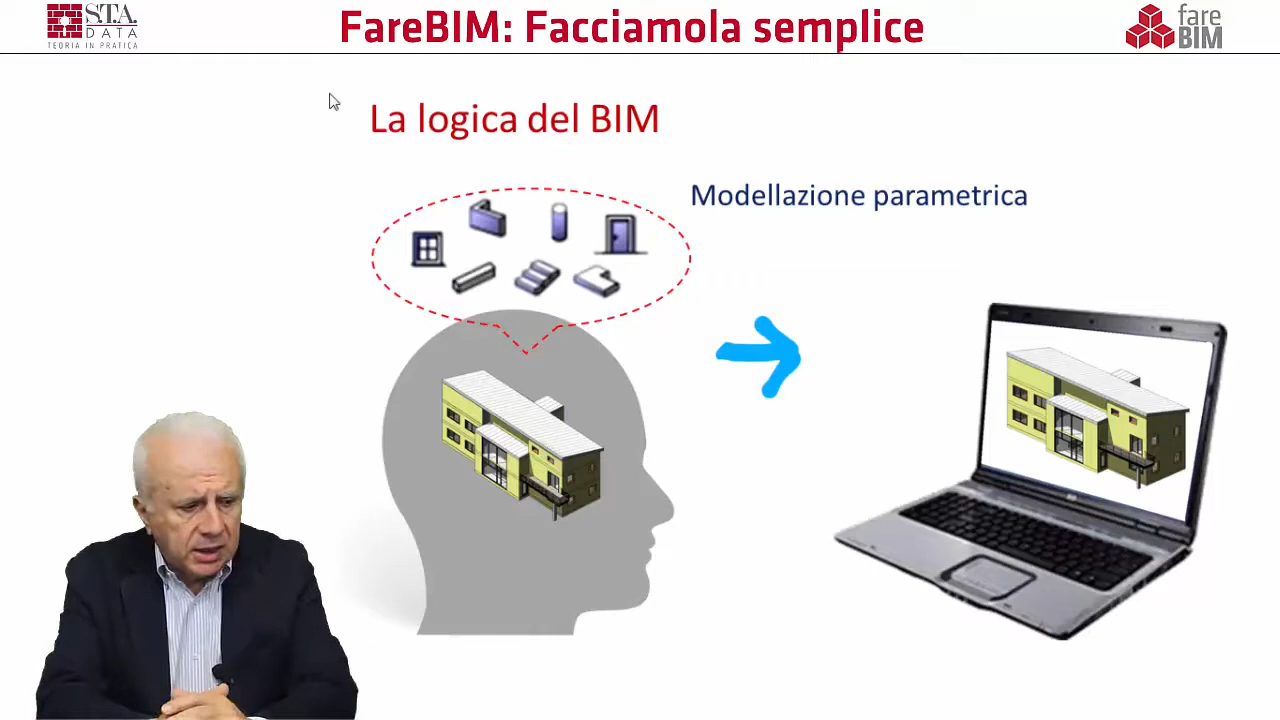 S.T.A.
DATA
TEORIA IN PRATICA
FareBIM: Facciamola semplice
fare
BIM
La logica del BIM
Modellazione parametrica